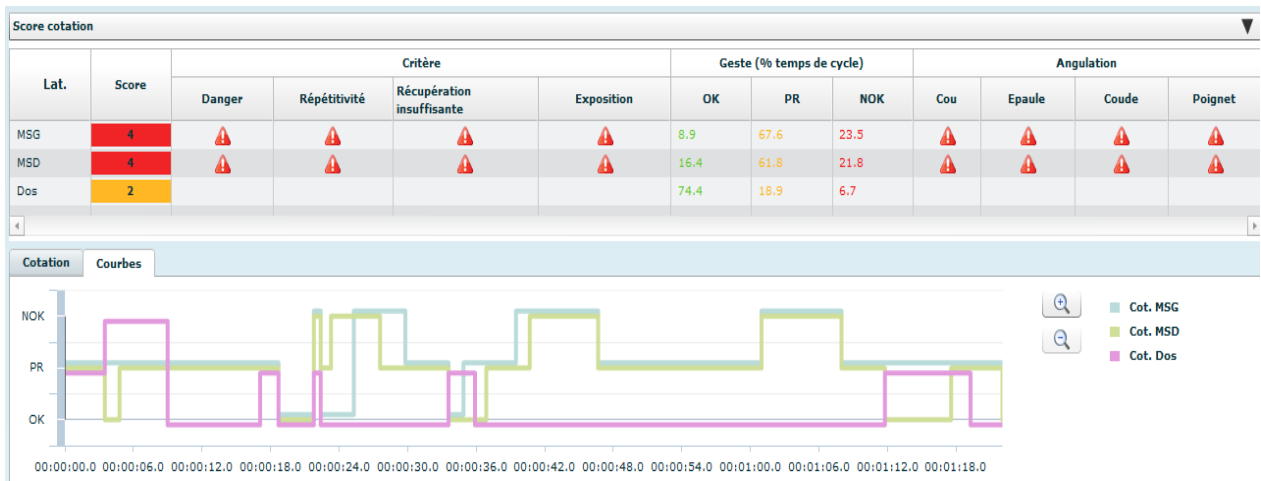 Score cotation
Critère Geste (% temps de cycle) Angulation
Lat. Score Danger Répétitivité Récupération insuffisante Exposition OK PR NOK Cou Epaule Coude Poignet
MSG 4 8.9 67.6 23.5
MSD 4 16.4 61.8 21.8
Dos 2 74.4 18.9 6.7
Cotation Courbes
NOK
PR
OK
00:00:00.0 00:00:06.0 00:00:12.0 00:00:18.0 00:00:24.0 00:00:30.0 00:00:36.0 00:00:42.0 00:00:48.0 00:00:54.0 00:01:00.0 00:01:06.0 00:01:12.0 00:01:18.0
Cot. MSG
Cot. MSD
Cot. Dos